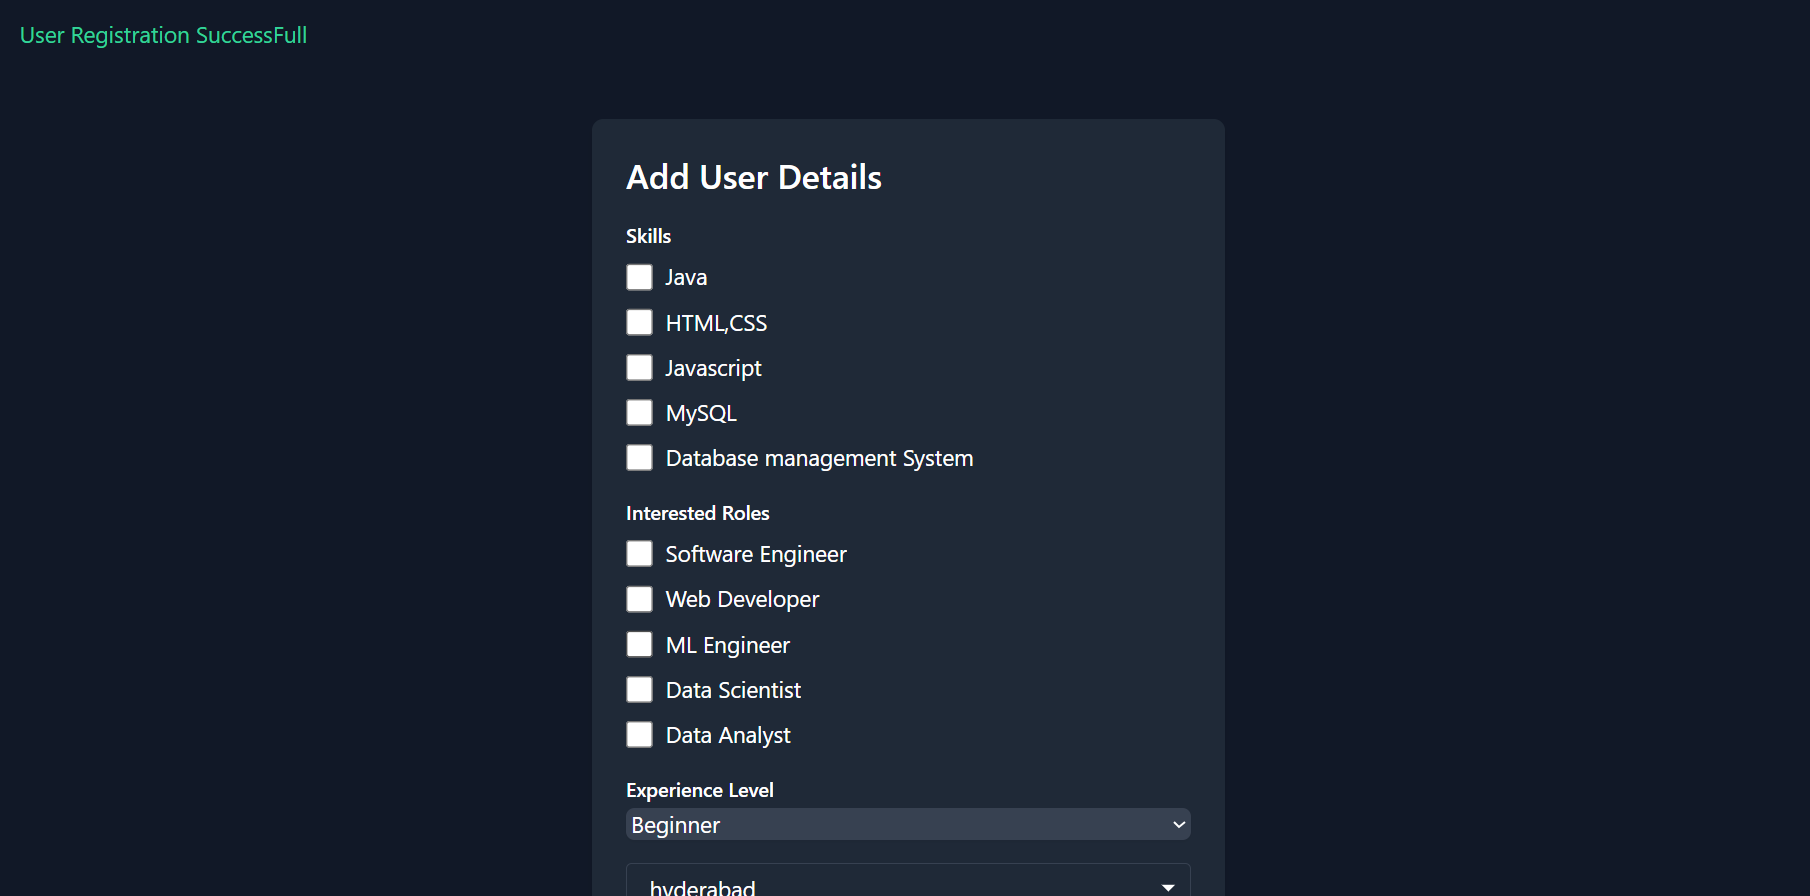 User Registration SuccessFull
Add User Details
Skills
Java
HTML,CSS
Javascript
MySQL
Database management System
Interested Roles
Software Engineer
Web Developer
ML Engineer
Data Scientist
Data Analyst
Experience Level
Beginner
hyderabad